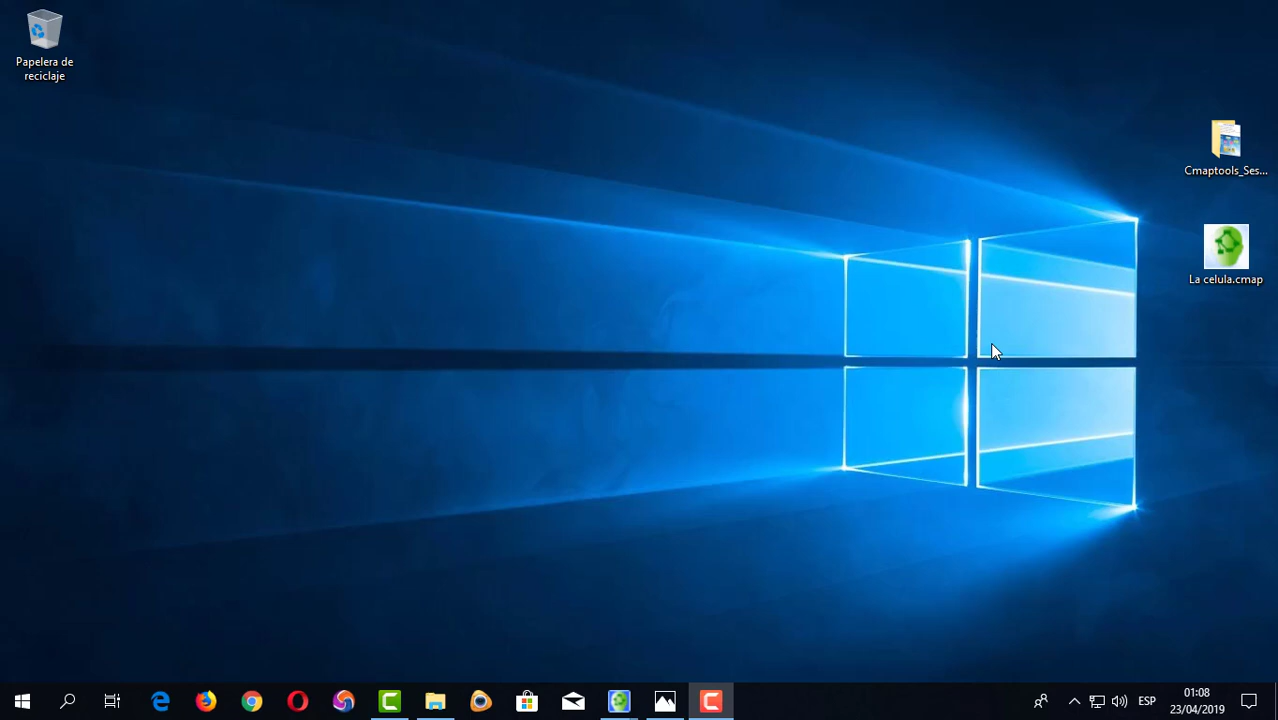 Papelera de
reciclaje
Cmaptools_Ses...
La celula.cmap
ESP
01:08
23/04/2019